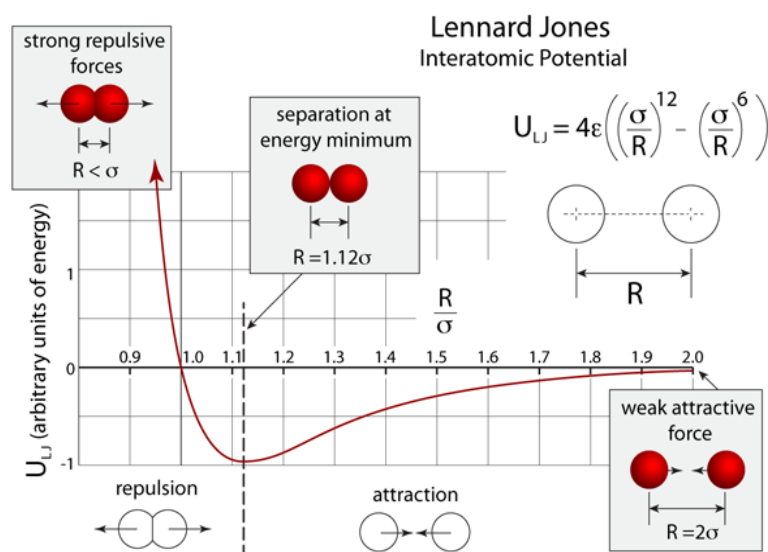 Lennard Jones
Interatomic Potential
strong repulsive
forces
R < σ
separation at
energy minimum
R=1.12σ
U_LJ = 4ε((σ/R)^12 − (σ/R)^6)
R
R/σ
U_LJ (arbitrary units of energy)
1
0
-1
0.9 1.0 1.1 1.2 1.3 1.4 1.5 1.6 1.7 1.8 1.9 2.0
weak attractive
force
R=2σ
repulsion
attraction